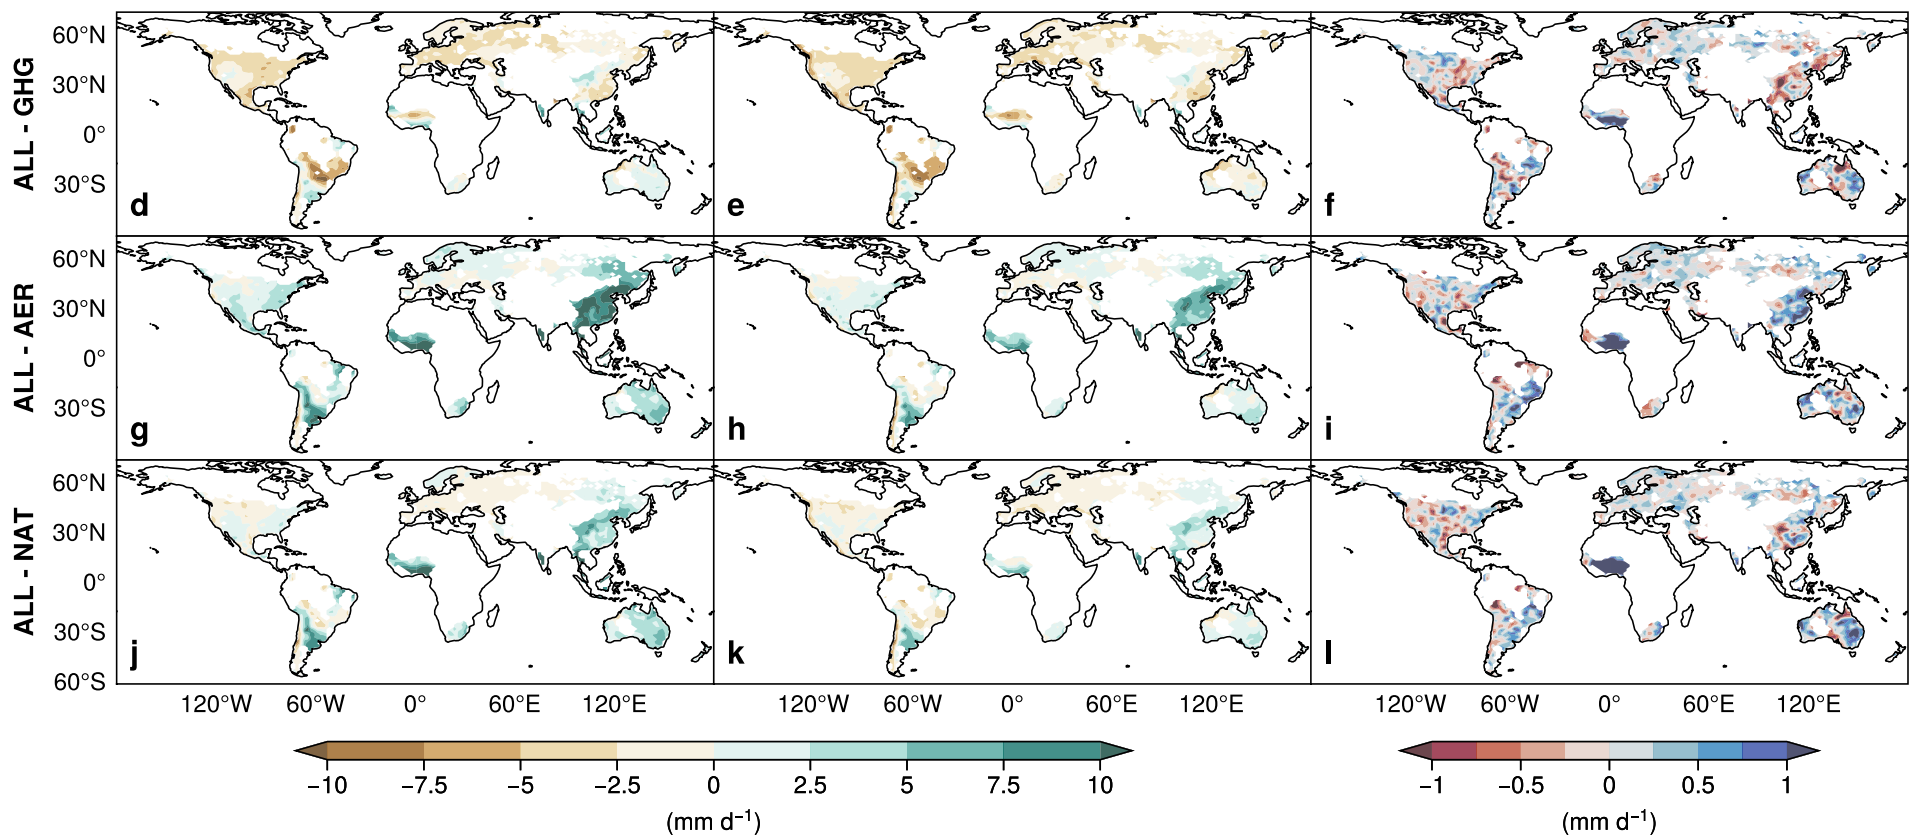 ALL - GHG
60°N
30°N
0°
30°S
d
e
f
ALL - AER
60°N
30°N
0°
30°S
g
h
i
ALL - NAT
60°N
30°N
0°
30°S
60°S
j
k
l
120°W 60°W 0° 60°E 120°E
120°W 60°W 0° 60°E 120°E
120°W 60°W 0° 60°E 120°E
−10 −7.5 −5 −2.5 0 2.5 5 7.5 10
(mm d⁻¹)
−1 −0.5 0 0.5 1
(mm d⁻¹)